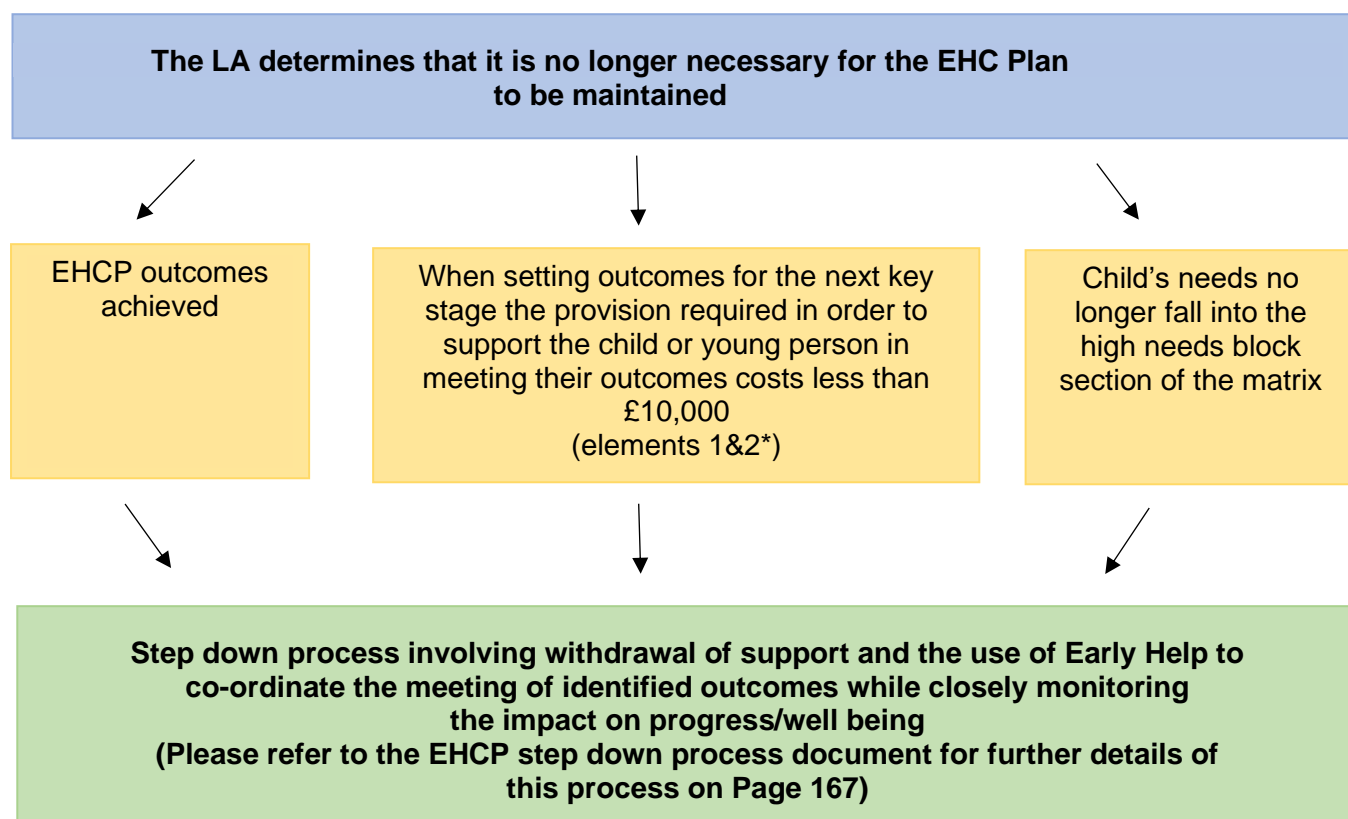 The LA determines that it is no longer necessary for the EHC Plan
to be maintained
EHCP outcomes
achieved
When setting outcomes for the next key
stage the provision required in order to
support the child or young person in
meeting their outcomes costs less than
£10,000
(elements 1&2*)
Child’s needs no
longer fall into the
high needs block
section of the matrix
Step down process involving withdrawal of support and the use of Early Help to
co-ordinate the meeting of identified outcomes while closely monitoring
the impact on progress/well being
(Please refer to the EHCP step down process document for further details of
this process on Page 167)